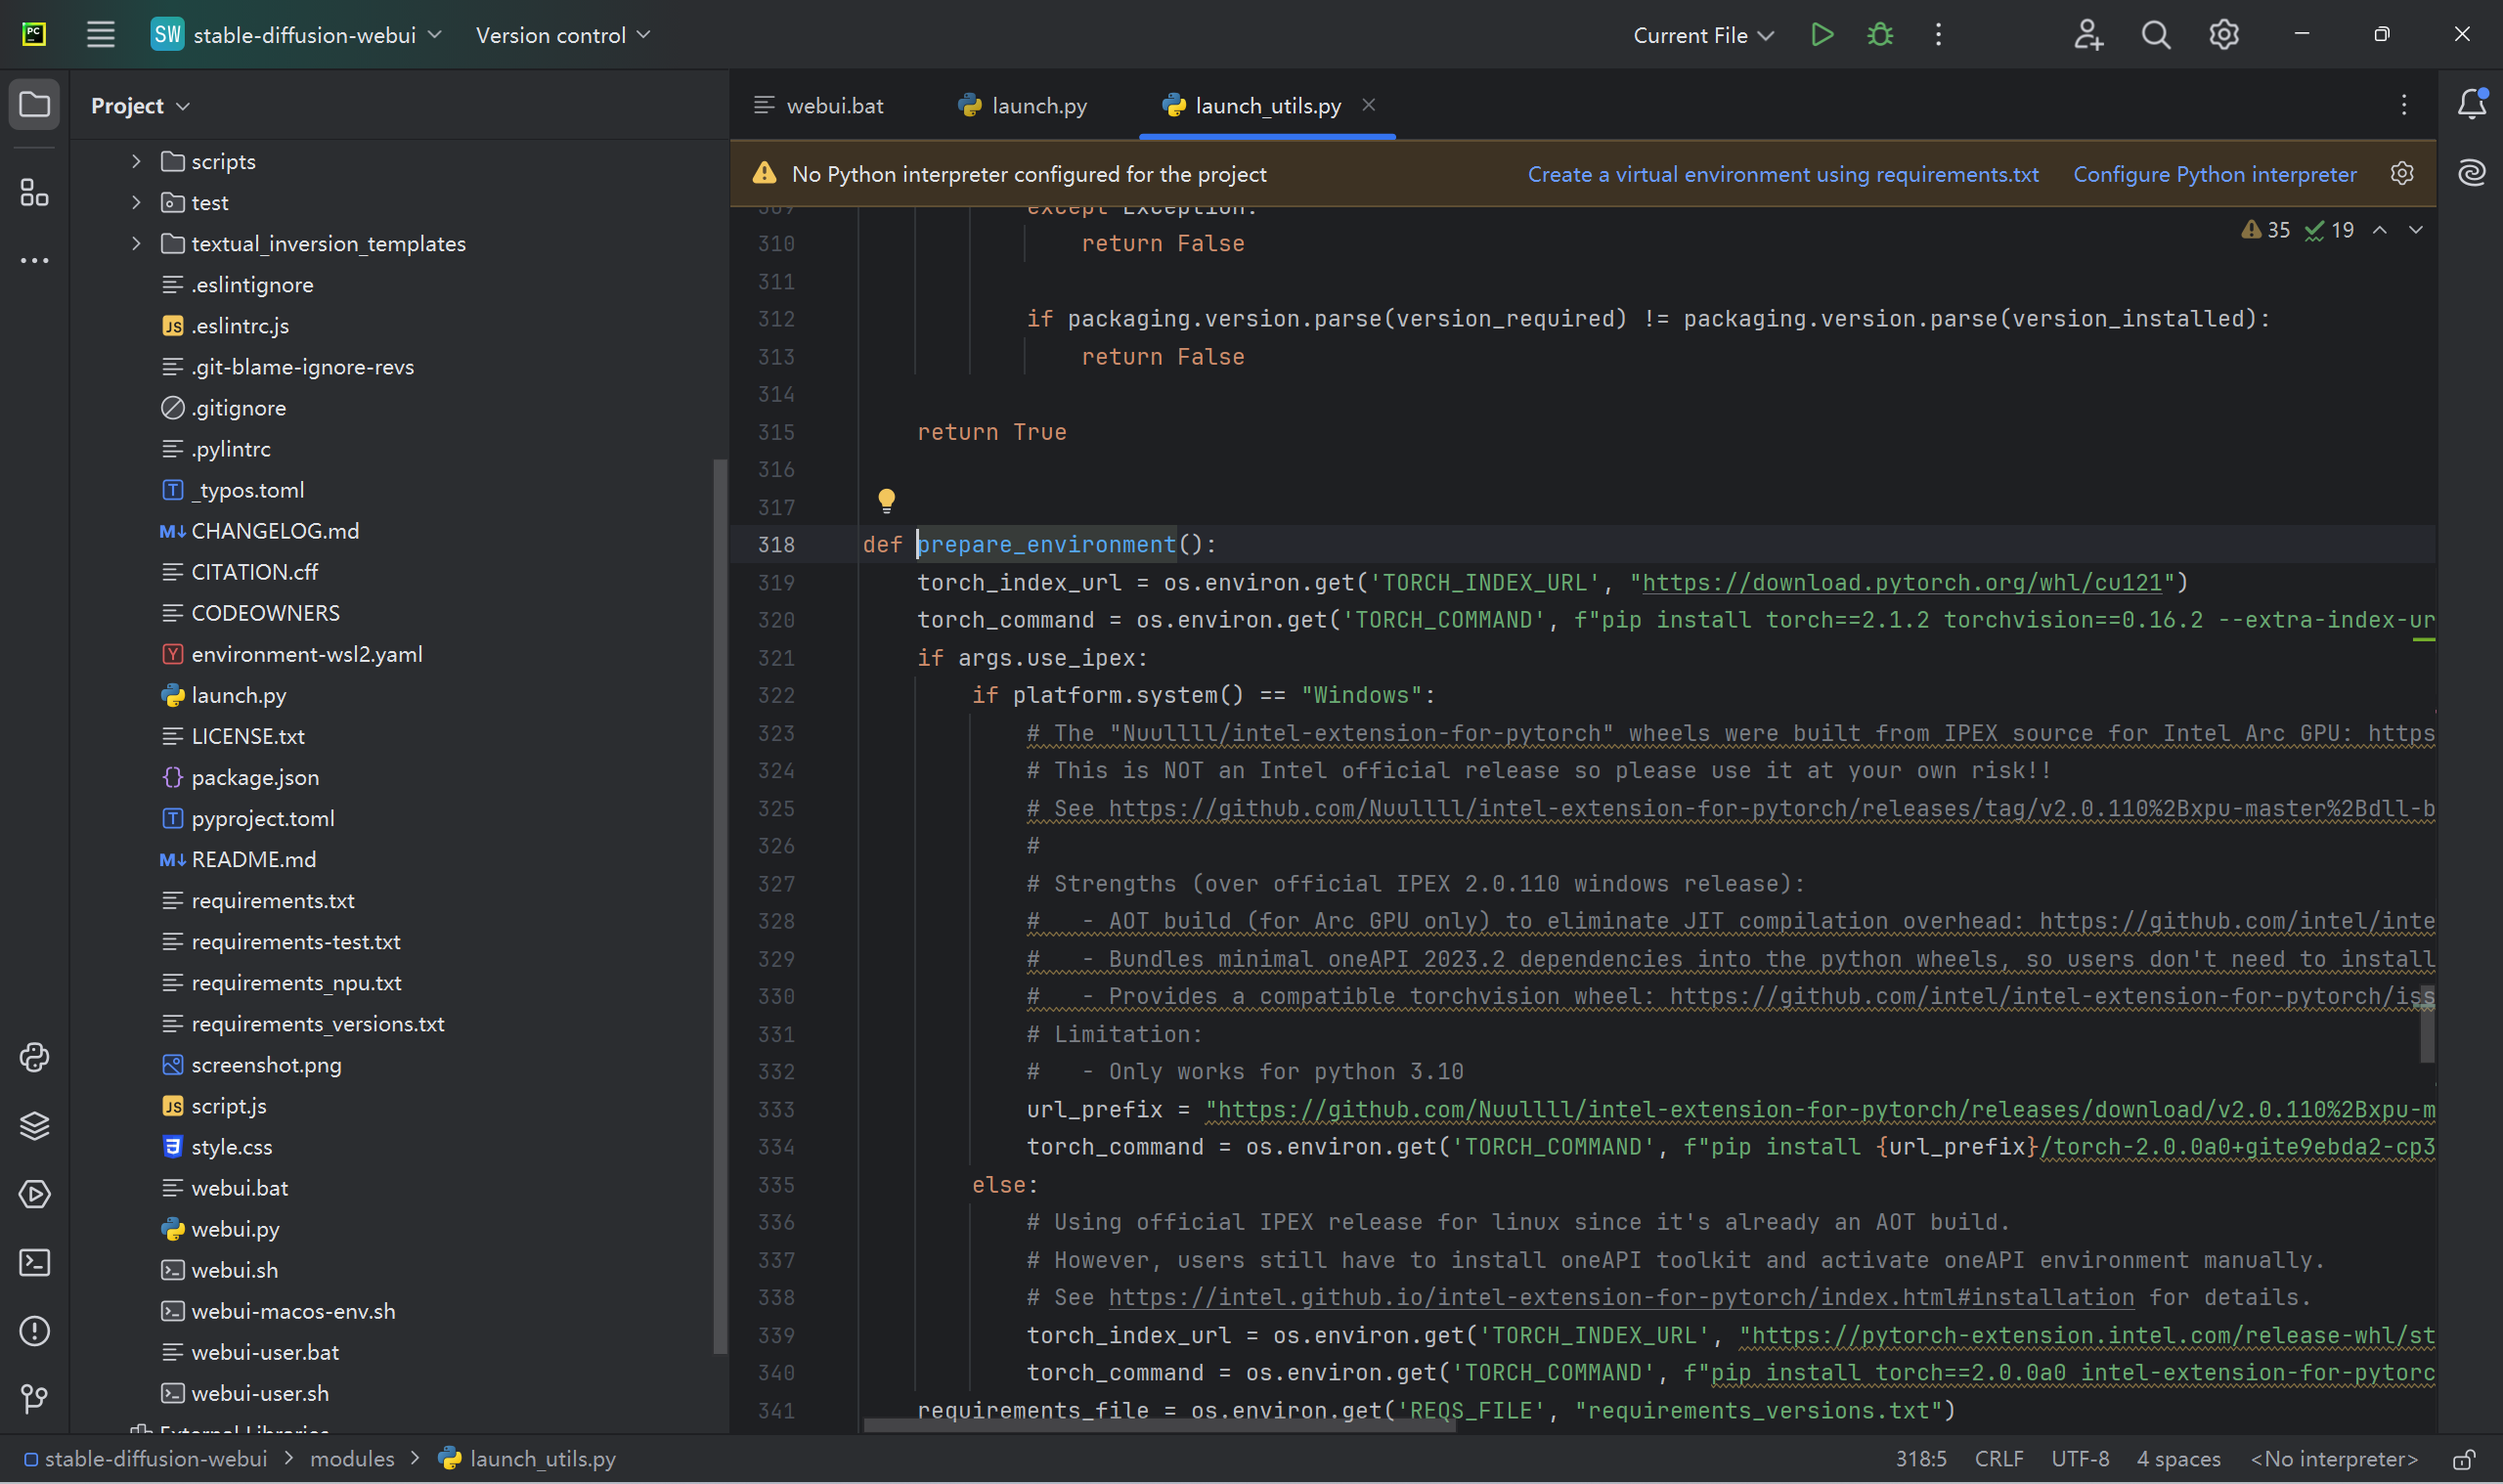 PC
SW stable-diffusion-webui
Version control
Current File
Project
webui.bat
launch.py
launch_utils.py
No Python interpreter configured for the project
Create a virtual environment using requirements.txt
Configure Python interpreter
35
19
scripts
test
textual_inversion_templates
.eslintignore
JS .eslintrc.js
.git-blame-ignore-revs
.gitignore
.pylintrc
T _typos.toml
M↓ CHANGELOG.md
CITATION.cff
CODEOWNERS
Y environment-wsl2.yaml
launch.py
LICENSE.txt
{} package.json
T pyproject.toml
M↓ README.md
requirements.txt
requirements-test.txt
requirements_npu.txt
requirements_versions.txt
screenshot.png
JS script.js
style.css
webui.bat
webui.py
webui.sh
webui-macos-env.sh
webui-user.bat
webui-user.sh
External Libraries
309 except Exception:
310 return False
311
312 if packaging.version.parse(version_required) != packaging.version.parse(version_installed):
313 return False
314
315 return True
316
317
318 def prepare_environment():
319 torch_index_url = os.environ.get('TORCH_INDEX_URL', "https://download.pytorch.org/whl/cu121")
320 torch_command = os.environ.get('TORCH_COMMAND', f"pip install torch==2.1.2 torchvision==0.16.2 --extra-index-ur
321 if args.use_ipex:
322 if platform.system() == "Windows":
323 # The "Nuullll/intel-extension-for-pytorch" wheels were built from IPEX source for Intel Arc GPU: https
324 # This is NOT an Intel official release so please use it at your own risk!!
325 # See https://github.com/Nuullll/intel-extension-for-pytorch/releases/tag/v2.0.110%2Bxpu-master%2Bdll-b
326 #
327 # Strengths (over official IPEX 2.0.110 windows release):
328 # - AOT build (for Arc GPU only) to eliminate JIT compilation overhead: https://github.com/intel/inte
329 # - Bundles minimal oneAPI 2023.2 dependencies into the python wheels, so users don't need to install
330 # - Provides a compatible torchvision wheel: https://github.com/intel/intel-extension-for-pytorch/iss
331 # Limitation:
332 # - Only works for python 3.10
333 url_prefix = "https://github.com/Nuullll/intel-extension-for-pytorch/releases/download/v2.0.110%2Bxpu-m
334 torch_command = os.environ.get('TORCH_COMMAND', f"pip install {url_prefix}/torch-2.0.0a0+gite9ebda2-cp3
335 else:
336 # Using official IPEX release for linux since it's already an AOT build.
337 # However, users still have to install oneAPI toolkit and activate oneAPI environment manually.
338 # See https://intel.github.io/intel-extension-for-pytorch/index.html#installation for details.
339 torch_index_url = os.environ.get('TORCH_INDEX_URL', "https://pytorch-extension.intel.com/release-whl/st
340 torch_command = os.environ.get('TORCH_COMMAND', f"pip install torch==2.0.0a0 intel-extension-for-pytorc
341 requirements_file = os.environ.get('REQS_FILE', "requirements_versions.txt")
stable-diffusion-webui > modules > launch_utils.py
318:5 CRLF UTF-8 4 spaces <No interpreter>